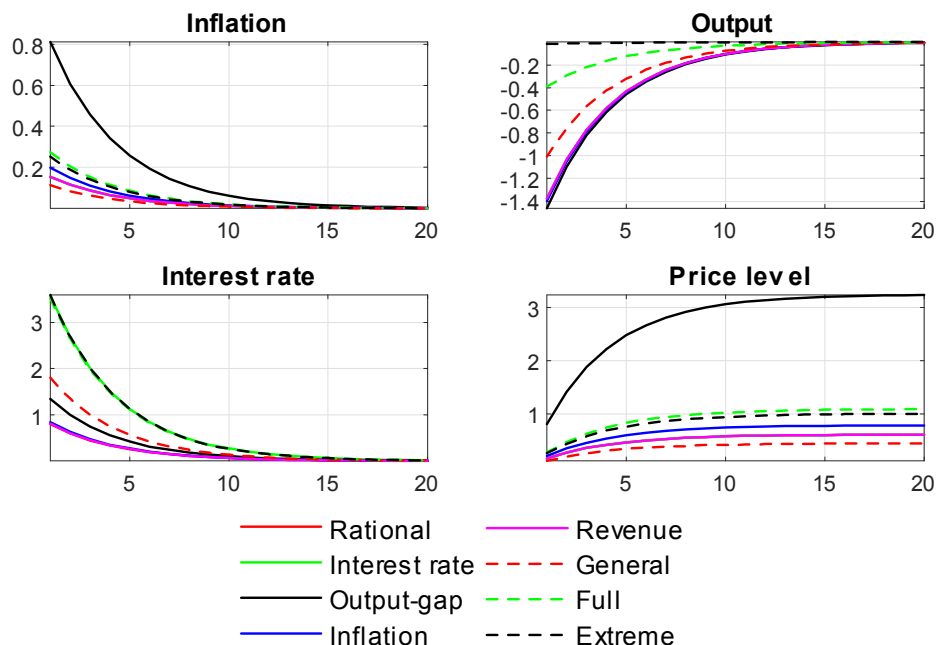 Inflation
0.8
0.6
0.4
0.2
5 10 15 20
Output
-0.2
-0.4
-0.6
-0.8
-1
-1.2
-1.4
5 10 15 20
Interest rate
3
2
1
5 10 15 20
Price level
3
2
1
5 10 15 20
Rational
Interest rate
Output-gap
Inflation
Revenue
General
Full
Extreme